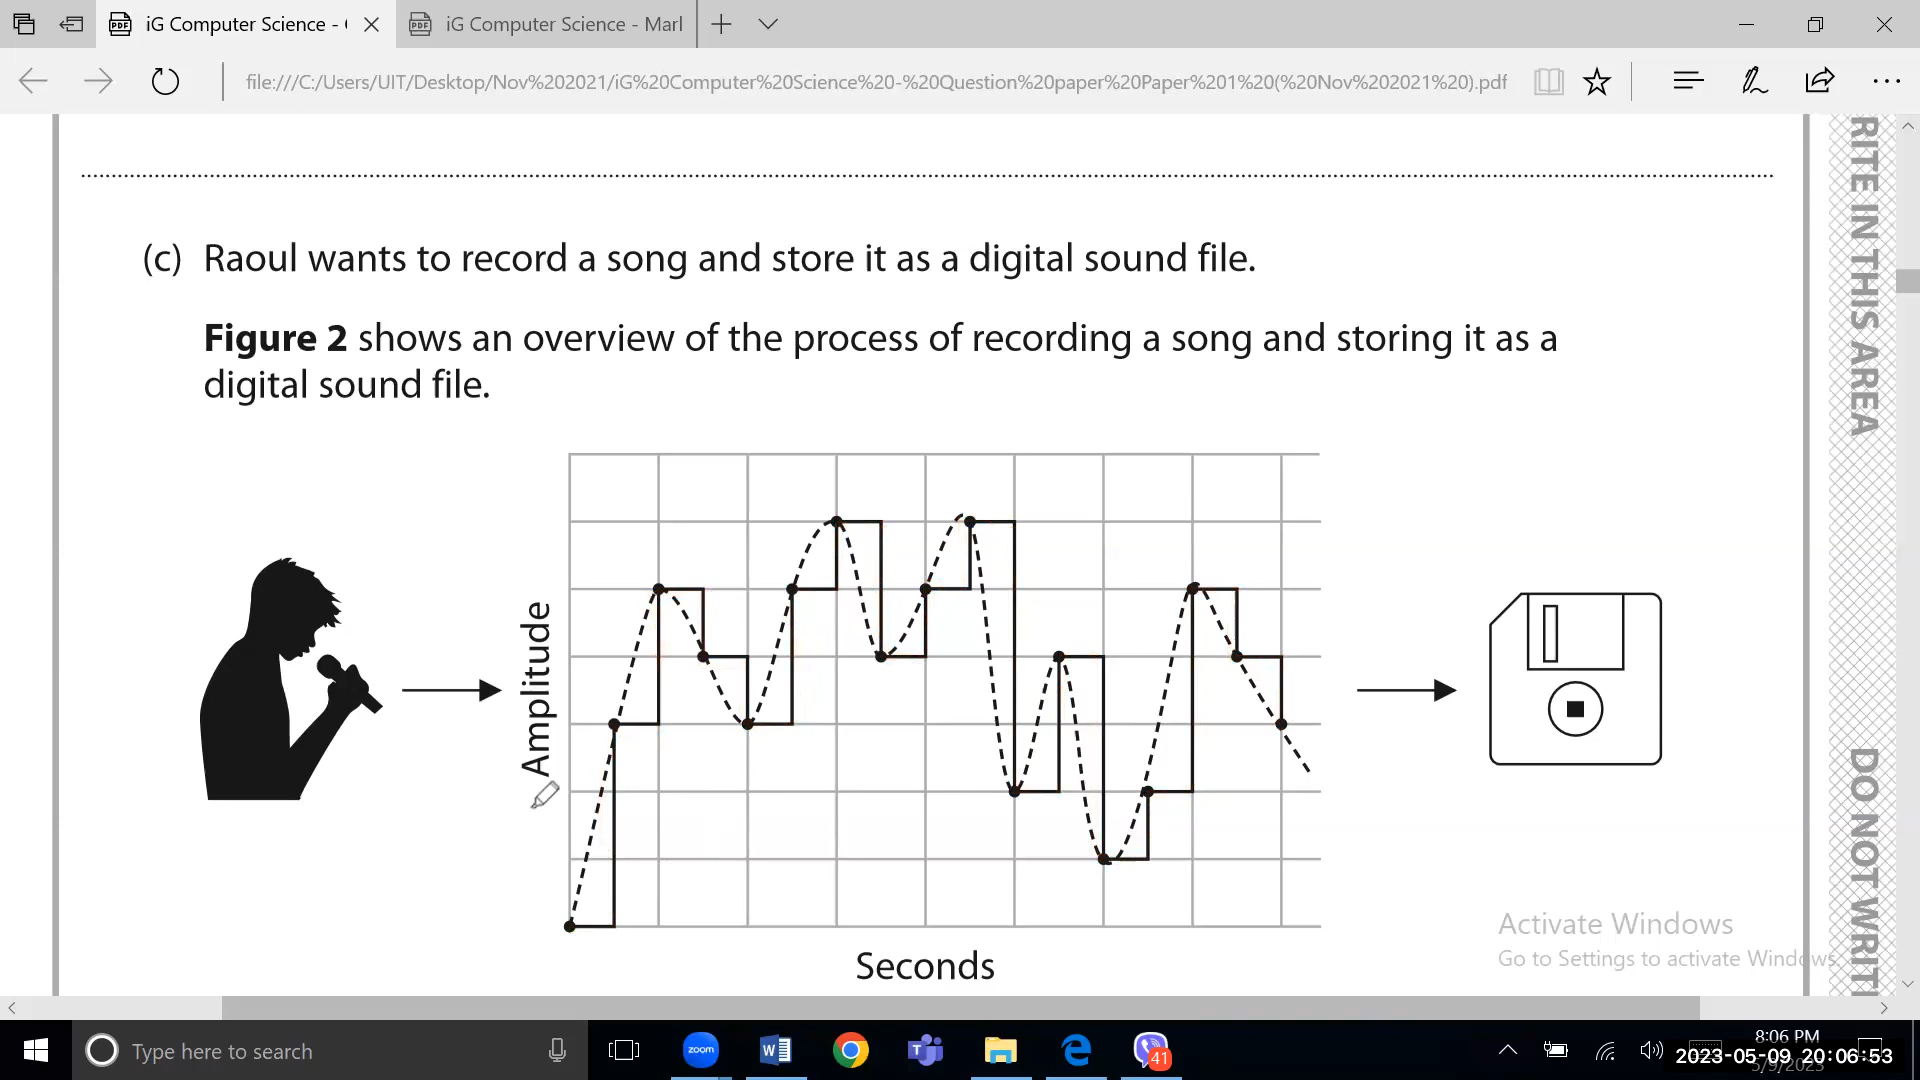 iG Computer Science - (
iG Computer Science - Marl
file:///C:/Users/UIT/Desktop/Nov%202021/iG%20Computer%20Science%20-%20Question%20paper%20Paper%201%20(%20Nov%202021%20).pdf
(c) Raoul wants to record a song and store it as a digital sound file.
Figure 2 shows an overview of the process of recording a song and storing it as a
digital sound file.
Amplitude
Seconds
RITE IN THIS AREA
DO NOT WRIT
Activate Windows
Go to Settings to activate Windows.
Type here to search
zoom
41
8:06 PM
5/9/2023
2023-05-09 20:06:53